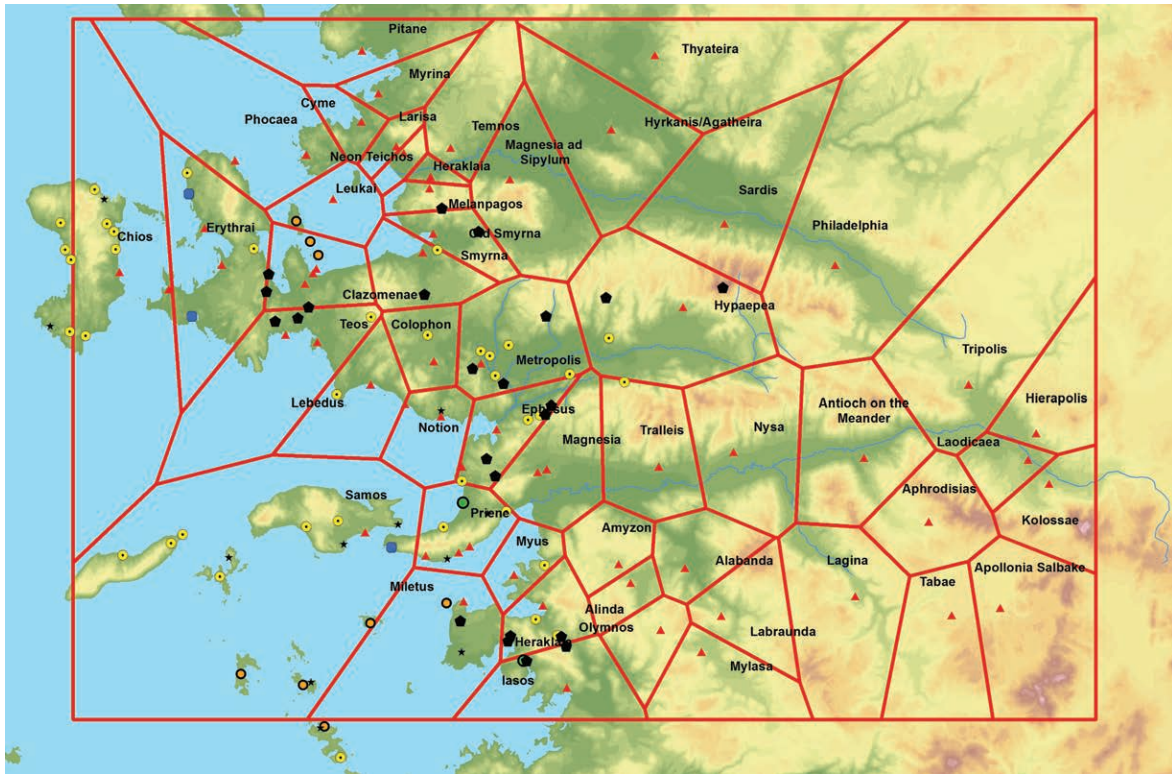 Pitane
Thyateira
Myrina
Cyme
Phocaea
Larisa
Temnos
Hyrkanis/Agatheira
Magnesia ad
Sipylum
Neon Teichos
Heraklaia
Leukai
Sardis
Melanpagos
Philadelphia
Erythrai
Chios
Old Smyrna
Smyrna
Clazomenae
Hypaepea
Teos
Colophon
Metropolis
Tripolis
Lebedus
Ephesus
Antioch on the
Meander
Hierapolis
Notion
Magnesia
Tralleis
Nysa
Laodicaea
Aphrodisias
Samos
Priene
Kolossae
Amyzon
Myus
Alabanda
Lagina
Apollonia Salbake
Tabae
Miletus
Alinda
Olymnos
Labraunda
Heraklaia
Mylasa
Iasos